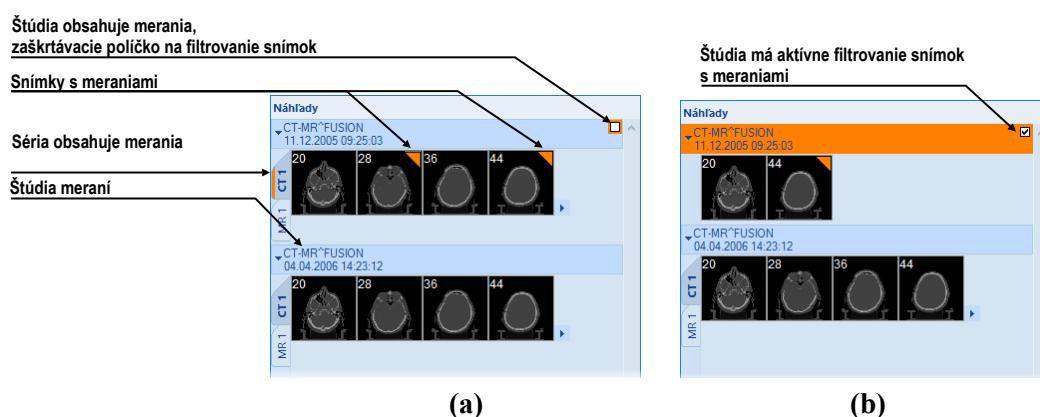 Štúdia obsahuje merania,
zaškrtávacie políčko na filtrovanie snímok
Snímky s meraniami
Séria obsahuje merania
Štúdia meraní
Náhľady
CT-MR^FUSION
11.12.2005 09:25:03
20 28 36 44
CT 1
MR 1
CT-MR^FUSION
04.04.2006 14:23:12
20 28 36 44
CT 1
MR 1
(a)
Štúdia má aktívne filtrovanie snímok
s meraniami
Náhľady
CT-MR^FUSION
11.12.2005 09:25:03
20 44
CT-MR^FUSION
04.04.2006 14:23:12
20 28 36 44
CT 1
MR 1
(b)